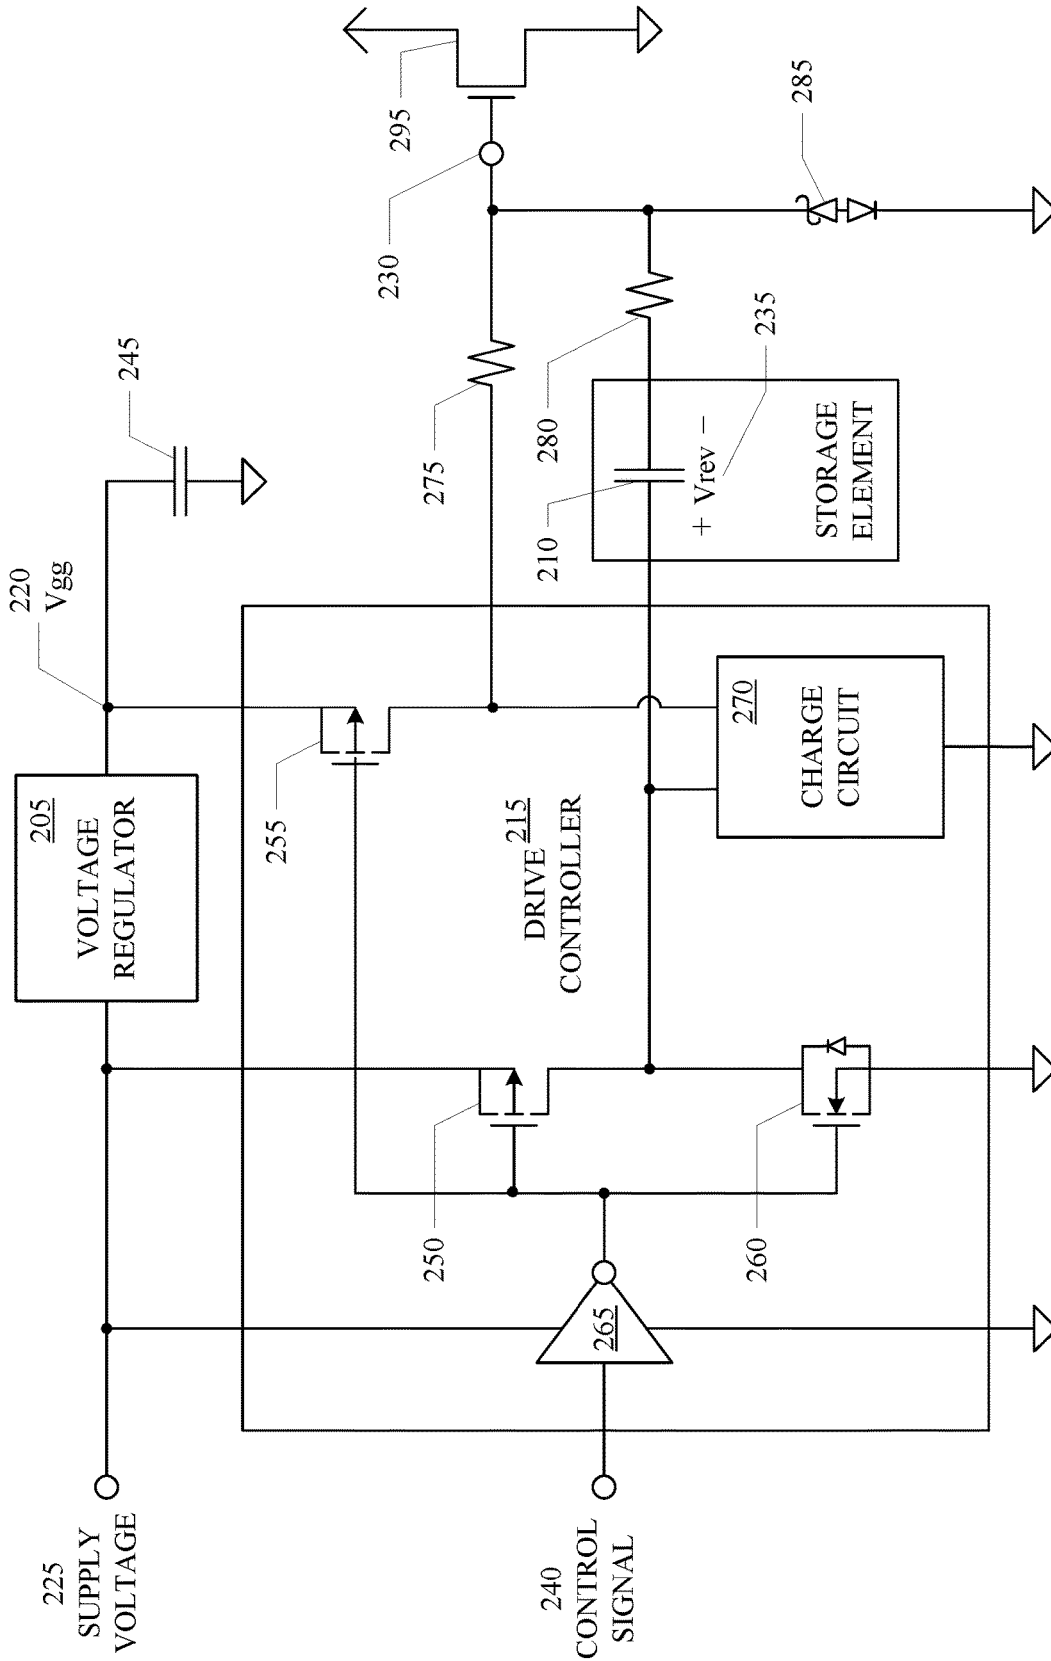 225
SUPPLY
VOLTAGE
205
VOLTAGE
REGULATOR
220
Vgg
245
255
275
230
295
250
215
DRIVE
CONTROLLER
210
280
+ Vrev −
235
STORAGE
ELEMENT
285
240
CONTROL
SIGNAL
265
260
270
CHARGE
CIRCUIT